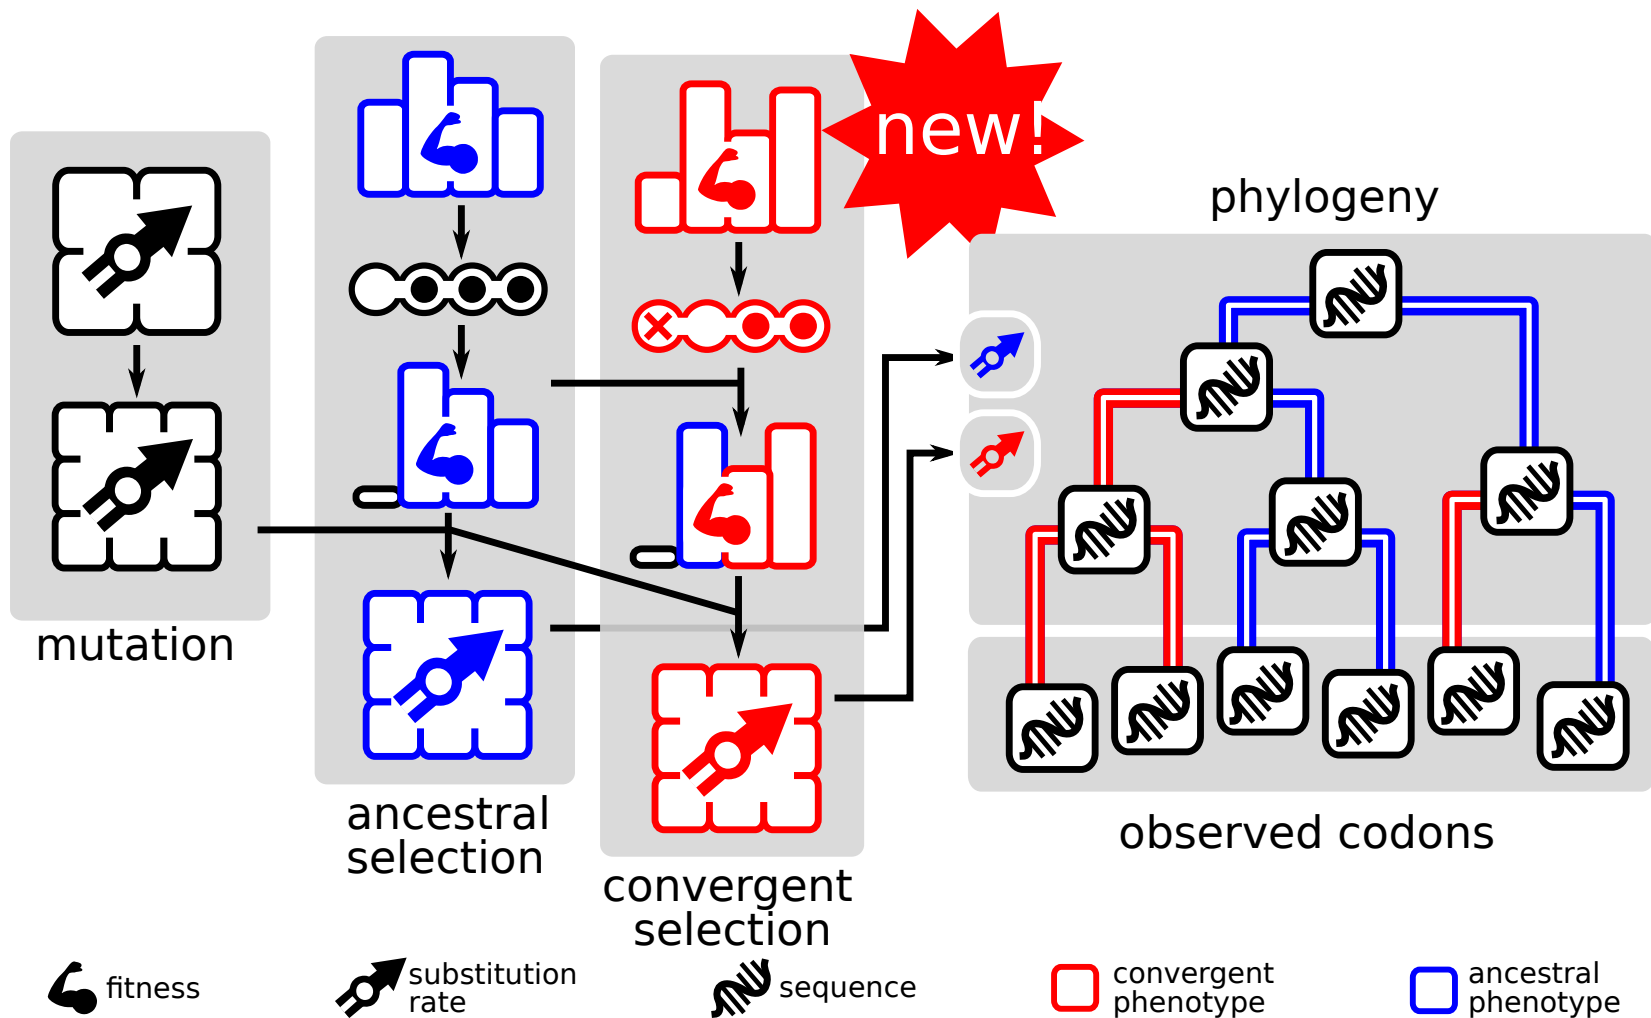 new!
phylogeny
mutation
ancestral
selection
convergent
selection
observed codons
fitness
substitution
rate
sequence
convergent
phenotype
ancestral
phenotype